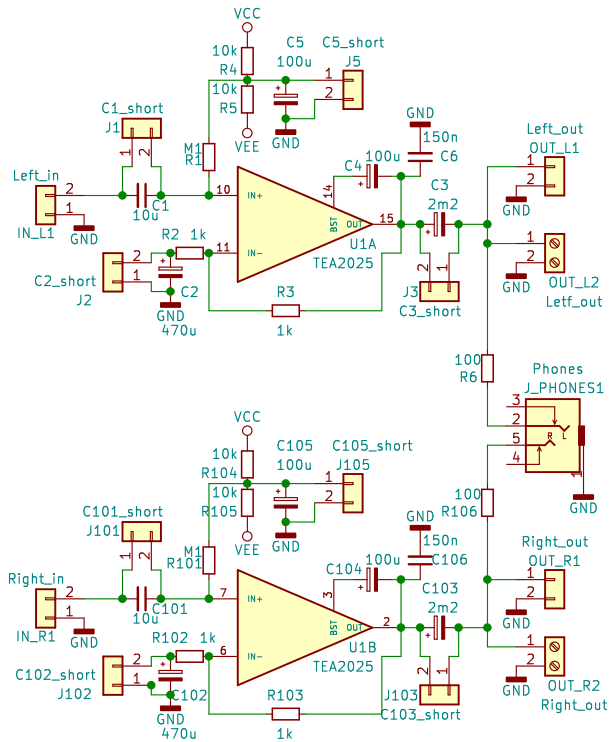 VCC
10k
R4
10k
R5
VEE
C5
100u
GND
C5_short
1
2
J5
C1_short
J1
1
2
M1
R1
Left_in
2
1
IN_L1
GND
C1
10u
10
IN+
11
IN-
14
BST
15
OUT
U1A
TEA2025
R2 1k
C2_short
2
1
J2
C2
GND
470u
R3
1k
C4
100u
GND
150n
C6
C3
2m2
2
1
J3
C3_short
Left_out
OUT_L1
1
2
GND
1
2
GND
OUT_L2
Letf_out
100
R6
Phones
J_PHONES1
3
2
5
4
R
L
1
GND
100
R106
VCC
10k
R104
10k
R105
VEE
C105
100u
GND
C105_short
J105
1
2
C101_short
J101
1
2
M1
R101
Right_in
2
1
IN_R1
GND
C101
10u
7
IN+
6
IN-
3
BST
2
OUT
U1B
TEA2025
R102 1k
C102_short
2
1
J102
C102
GND
470u
R103
1k
C104
100u
GND
150n
C106
C103
2m2
2
1
J103
C103_short
Right_out
OUT_R1
1
2
GND
1
2
GND
OUT_R2
Right_out